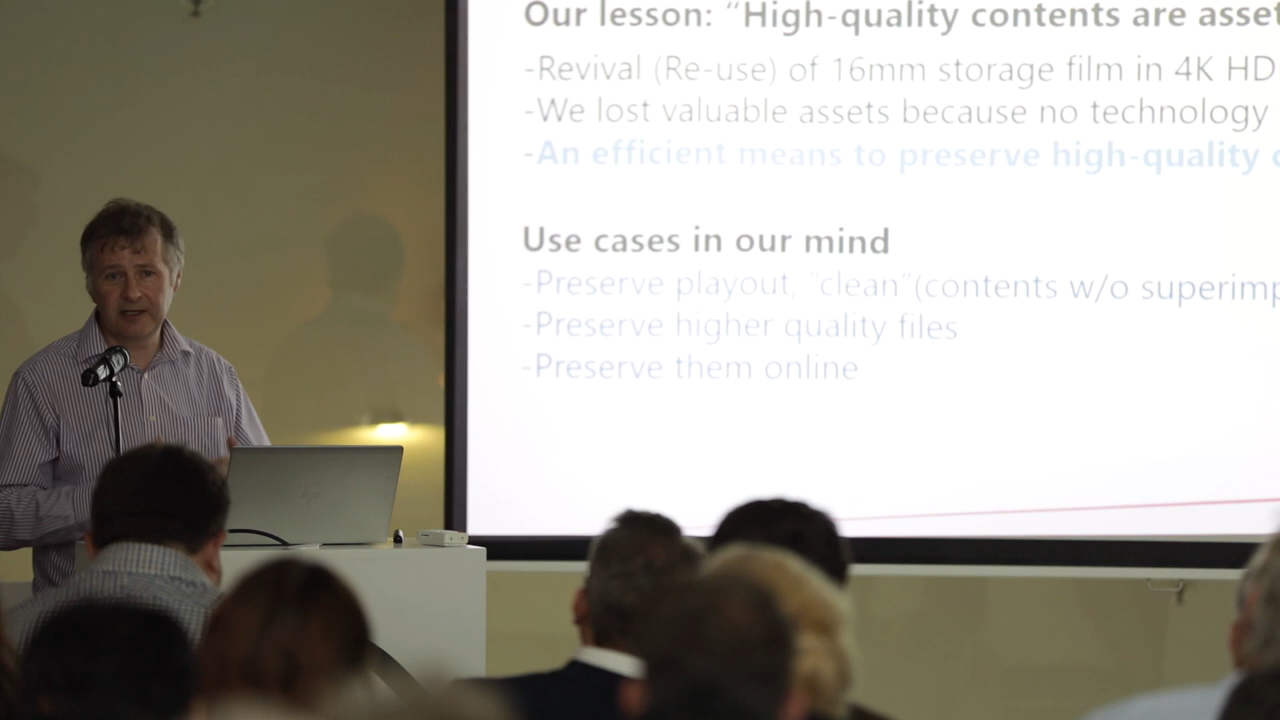 Our lesson: “High-quality contents are asset
-Revival (Re-use) of 16mm storage film in 4K HD
-We lost valuable assets because no technology
-An efficient means to preserve high-quality c
Use cases in our mind
-Preserve playout, “clean”(contents w/o superimp
-Preserve higher quality files
-Preserve them online